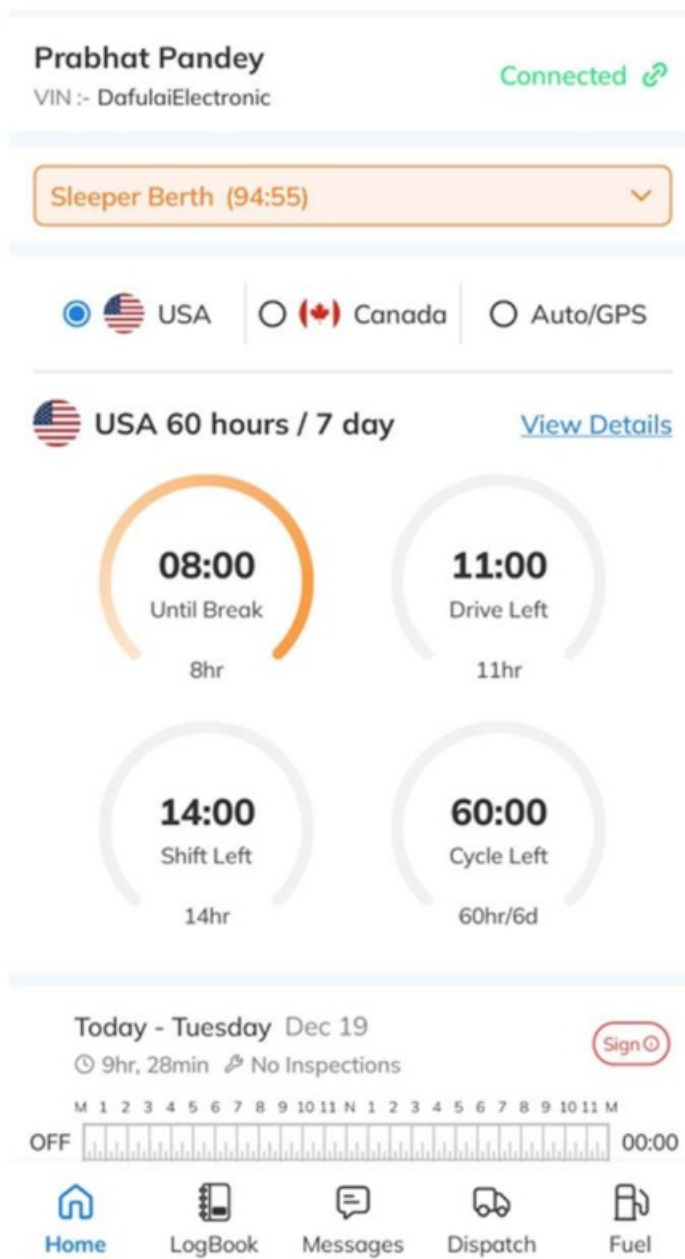 Prabhat Pandey
VIN :- DafulaiElectronic
Connected
Sleeper Berth (94:55)
USA
Canada
Auto/GPS
USA 60 hours / 7 day
View Details
08:00
Until Break
8hr
11:00
Drive Left
11hr
14:00
Shift Left
14hr
60:00
Cycle Left
60hr/6d
Today - Tuesday Dec 19
9hr, 28min No Inspections
Sign
M 1 2 3 4 5 6 7 8 9 10 11 N 1 2 3 4 5 6 7 8 9 10 11 M
OFF 00:00
Home LogBook Messages Dispatch Fuel